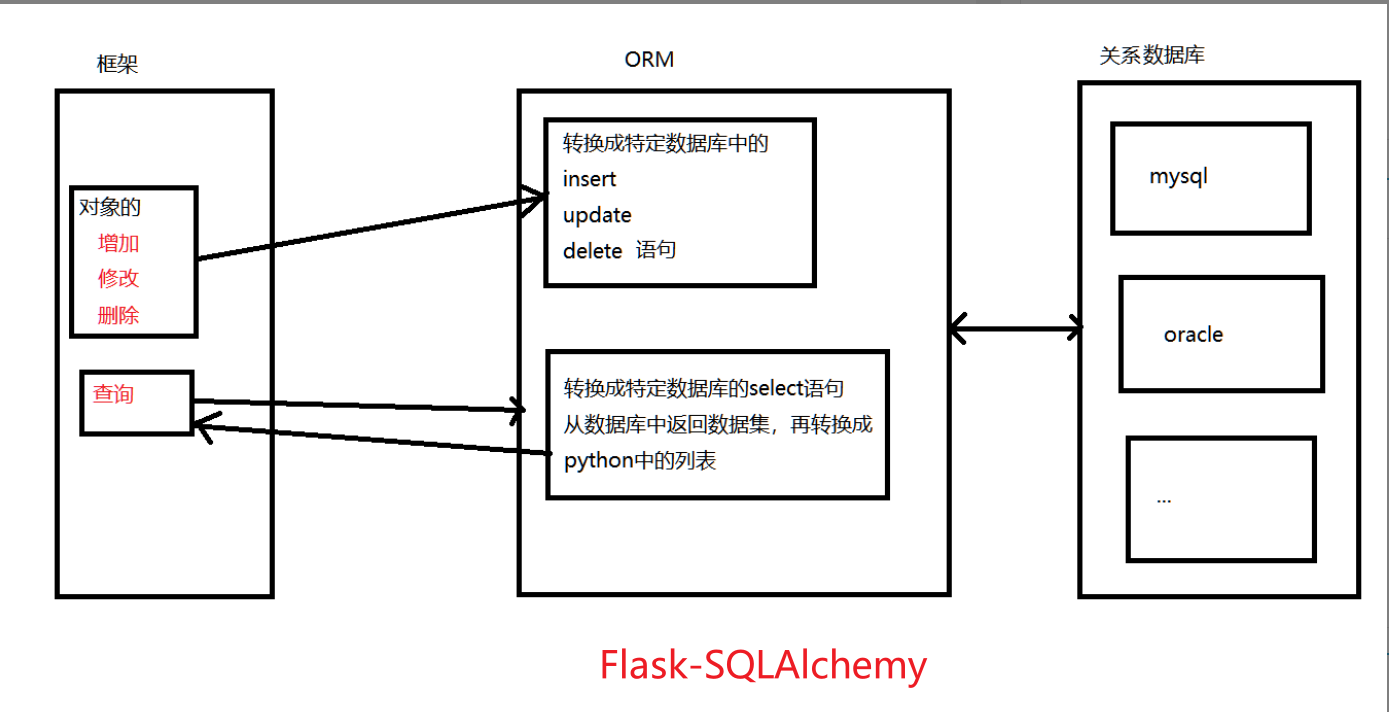 框架
对象的
增加
修改
删除
查询
ORM
转换成特定数据库中的
insert
update
delete 语句
转换成特定数据库的select语句
从数据库中返回数据集，再转换成
python中的列表
关系数据库
mysql
oracle
...
Flask-SQLAlchemy